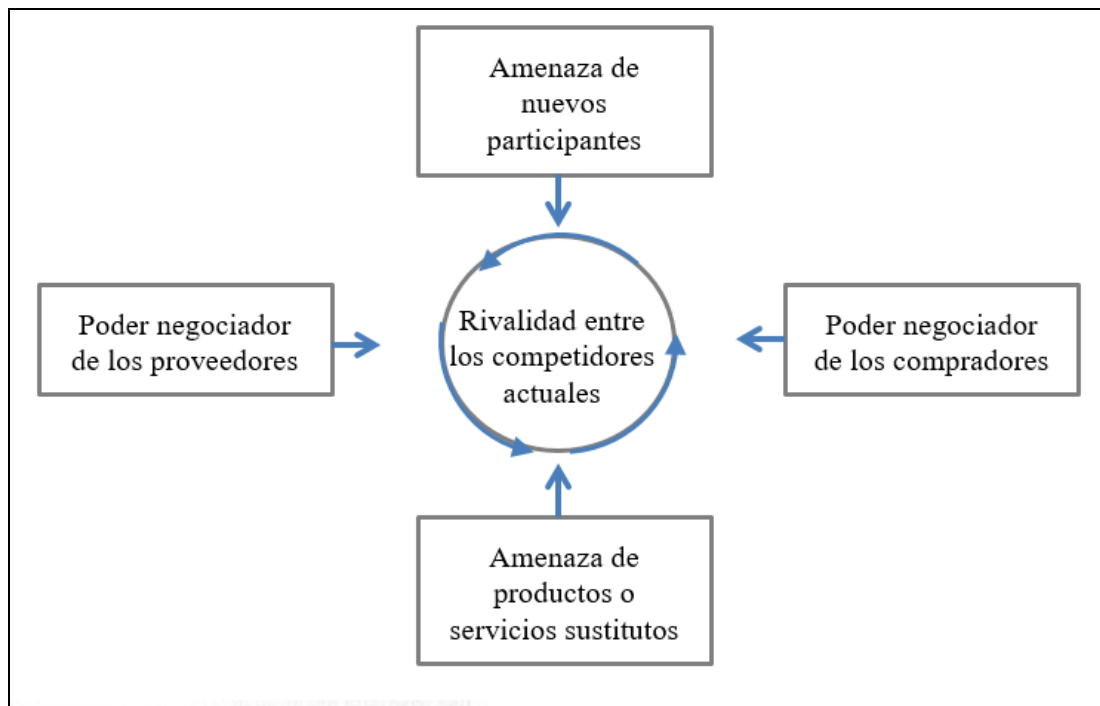 Amenaza de
nuevos
participantes
Poder negociador
de los proveedores
Rivalidad entre
los competidores
actuales
Poder negociador
de los compradores
Amenaza de
productos o
servicios sustitutos